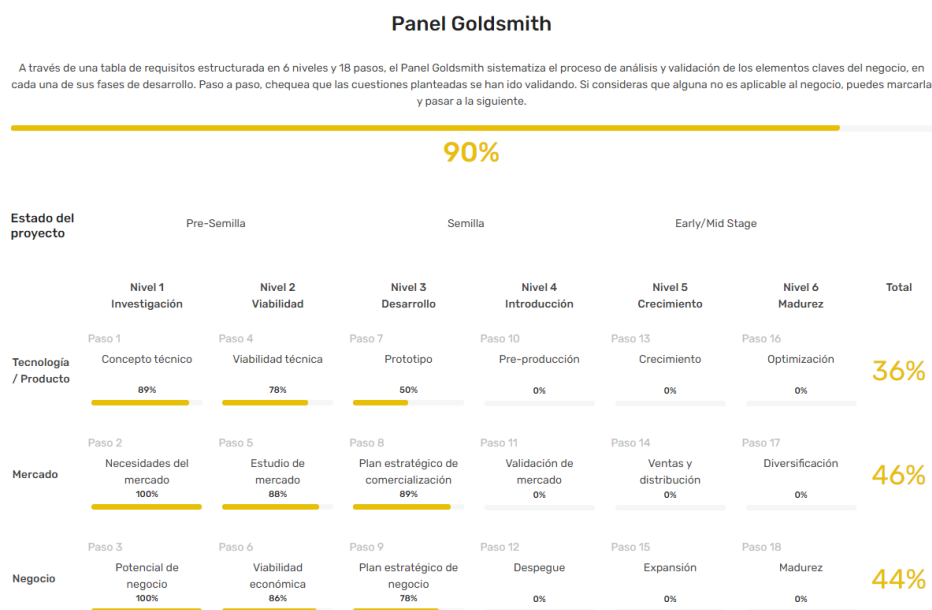 Panel Goldsmith
A través de una tabla de requisitos estructurada en 6 niveles y 18 pasos, el Panel Goldsmith sistematiza el proceso de análisis y validación de los elementos claves del negocio, en
cada una de sus fases de desarrollo. Paso a paso, chequea que las cuestiones planteadas se han ido validando. Si consideras que alguna no es aplicable al negocio, puedes marcarla
y pasar a la siguiente.
90%
Estado del
proyecto
Pre-Semilla
Semilla
Early/Mid Stage
Nivel 1
Investigación
Nivel 2
Viabilidad
Nivel 3
Desarrollo
Nivel 4
Introducción
Nivel 5
Crecimiento
Nivel 6
Madurez
Total
Tecnología
/ Producto
Paso 1
Concepto técnico
89%
Paso 4
Viabilidad técnica
78%
Paso 7
Prototipo
50%
Paso 10
Pre-producción
0%
Paso 13
Crecimiento
0%
Paso 16
Optimización
0%
36%
Mercado
Paso 2
Necesidades del
mercado
100%
Paso 5
Estudio de
mercado
88%
Paso 8
Plan estratégico de
comercialización
89%
Paso 11
Validación de
mercado
0%
Paso 14
Ventas y
distribución
0%
Paso 17
Diversificación
0%
46%
Negocio
Paso 3
Potencial de
negocio
100%
Paso 6
Viabilidad
económica
86%
Paso 9
Plan estratégico de
negocio
78%
Paso 12
Despegue
0%
Paso 15
Expansión
0%
Paso 18
Madurez
0%
44%